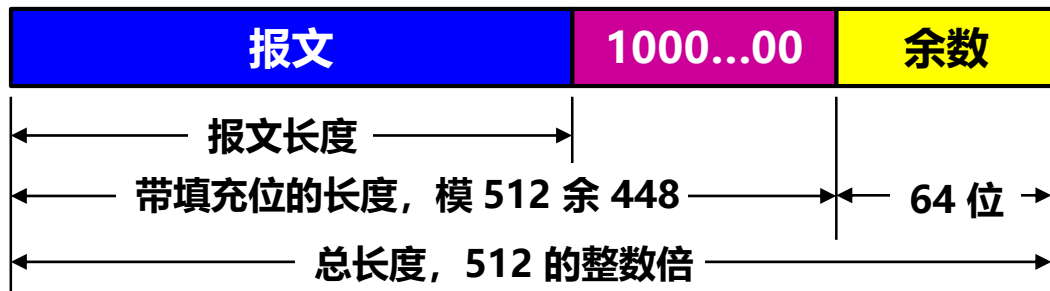 报文 1000...00 余数
报文长度
带填充位的长度，模 512 余 448 64 位
总长度，512 的整数倍